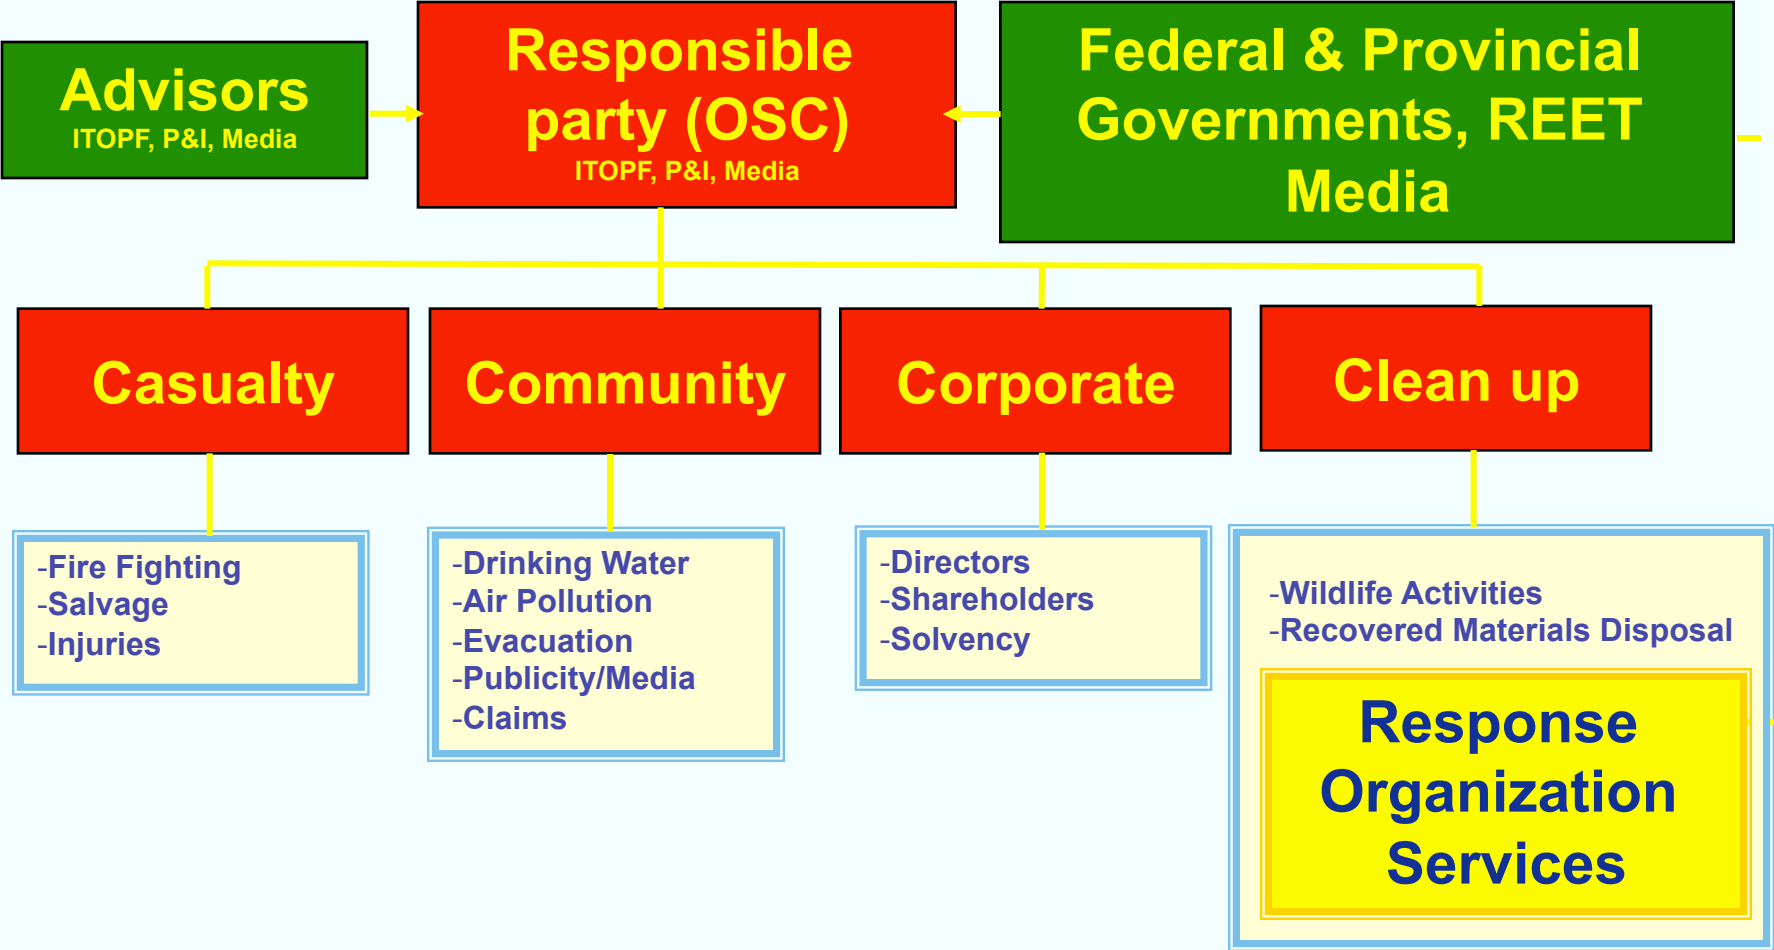 Advisors
ITOPF, P&I, Media
Responsible
party (OSC)
ITOPF, P&I, Media
Federal & Provincial
Governments, REET
Media
Casualty
Community
Corporate
Clean up
-Fire Fighting
-Salvage
-Injuries
-Drinking Water
-Air Pollution
-Evacuation
-Publicity/Media
-Claims
-Directors
-Shareholders
-Solvency
-Wildlife Activities
-Recovered Materials Disposal
Response
Organization
Services